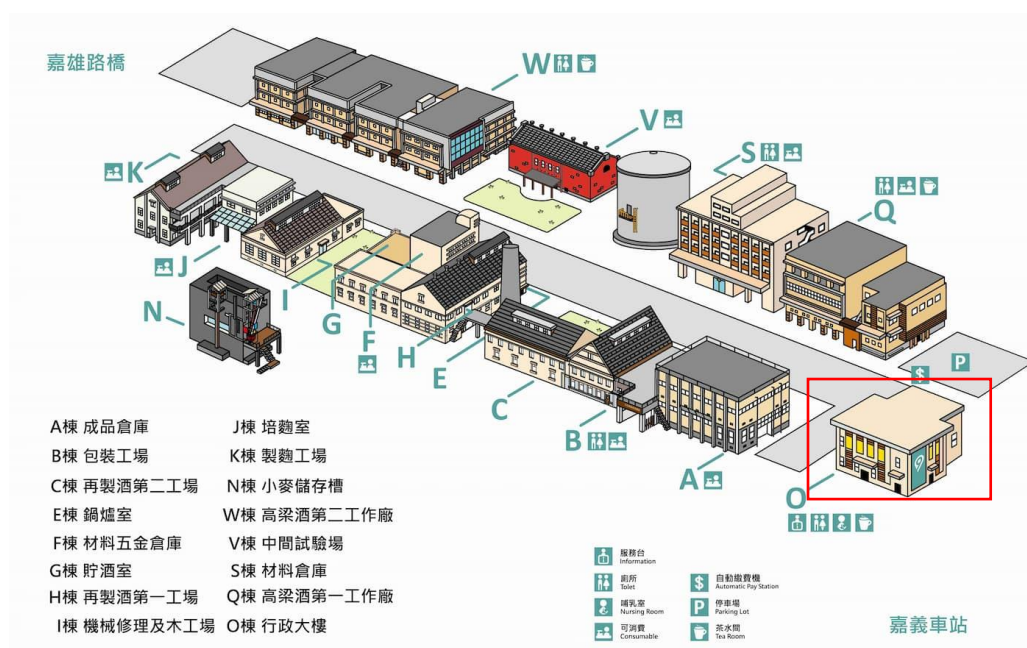 嘉雄路橋
W
V
S
Q
K
J
N
I
G
F
H
E
C
B
A
O
P
$
A棟 成品倉庫
B棟 包裝工場
C棟 再製酒第二工場
E棟 鍋爐室
F棟 材料五金倉庫
G棟 貯酒室
H棟 再製酒第一工場
I棟 機械修理及木工場
J棟 培麴室
K棟 製麴工場
N棟 小麥儲存槽
W棟 高梁酒第二工作廠
V棟 中間試驗場
S棟 材料倉庫
Q棟 高梁酒第一工作廠
O棟 行政大樓
服務台
Information
廁所
Tolet
哺乳室
Nursing Room
可消費
Consumable
$ 自動繳費機
Automatic Pay Station
P 停車場
Parking Lot
茶水間
Tea Room
嘉義車站